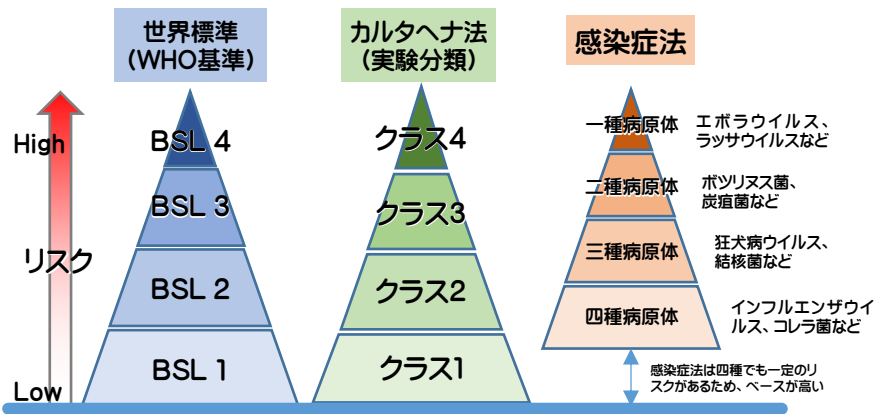 世界標準
（WHO基準）
カルタヘナ法
（実験分類）
感染症法
High
リスク
Low
BSL 4
BSL 3
BSL 2
BSL 1
クラス4
クラス3
クラス2
クラス1
一種病原体
エボラウイルス、
ラッサウイルスなど
二種病原体
ボツリヌス菌、
炭疽菌など
三種病原体
狂犬病ウイルス、
結核菌など
四種病原体
インフルエンザウイ
ルス、コレラ菌など
感染症法は四種でも一定のリ
スクがあるため、ベースが高い